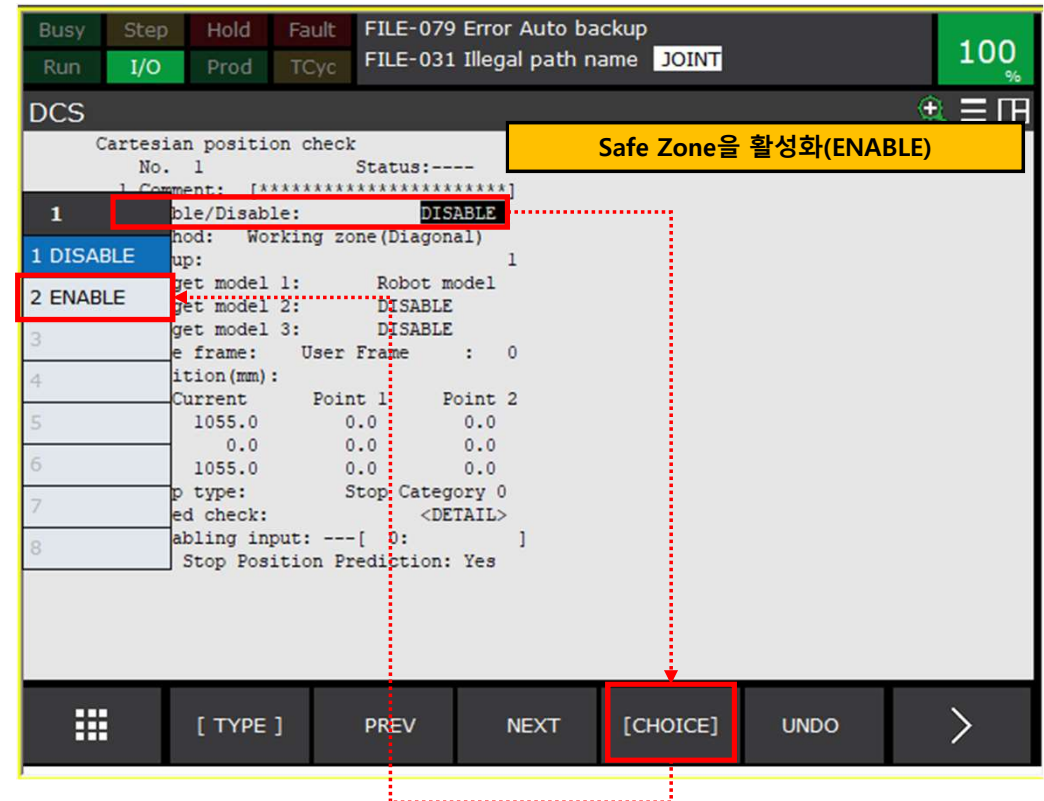 Busy Step Hold Fault FILE-079 Error Auto backup
Run I/O Prod TCyc FILE-031 Illegal path name JOINT 100 %
DCS
Safe Zone을 활성화(ENABLE)
Cartesian position check
No. 1 Status:----
1 Comment: [***********************]
1 ble/Disable: DISABLE
hod: Working zone(Diagonal)
1 DISABLE up: 1
get model 1: Robot model
2 ENABLE get model 2: DISABLE
3 get model 3: DISABLE
e frame: User Frame : 0
4 ition(mm):
Current Point 1 Point 2
5 1055.0 0.0 0.0
0.0 0.0 0.0
6 1055.0 0.0 0.0
p type: Stop Category 0
7 ed check: <DETAIL>
abling input: ---[ 0: ]
8 Stop Position Prediction: Yes
[ TYPE ] PREV NEXT [CHOICE] UNDO >